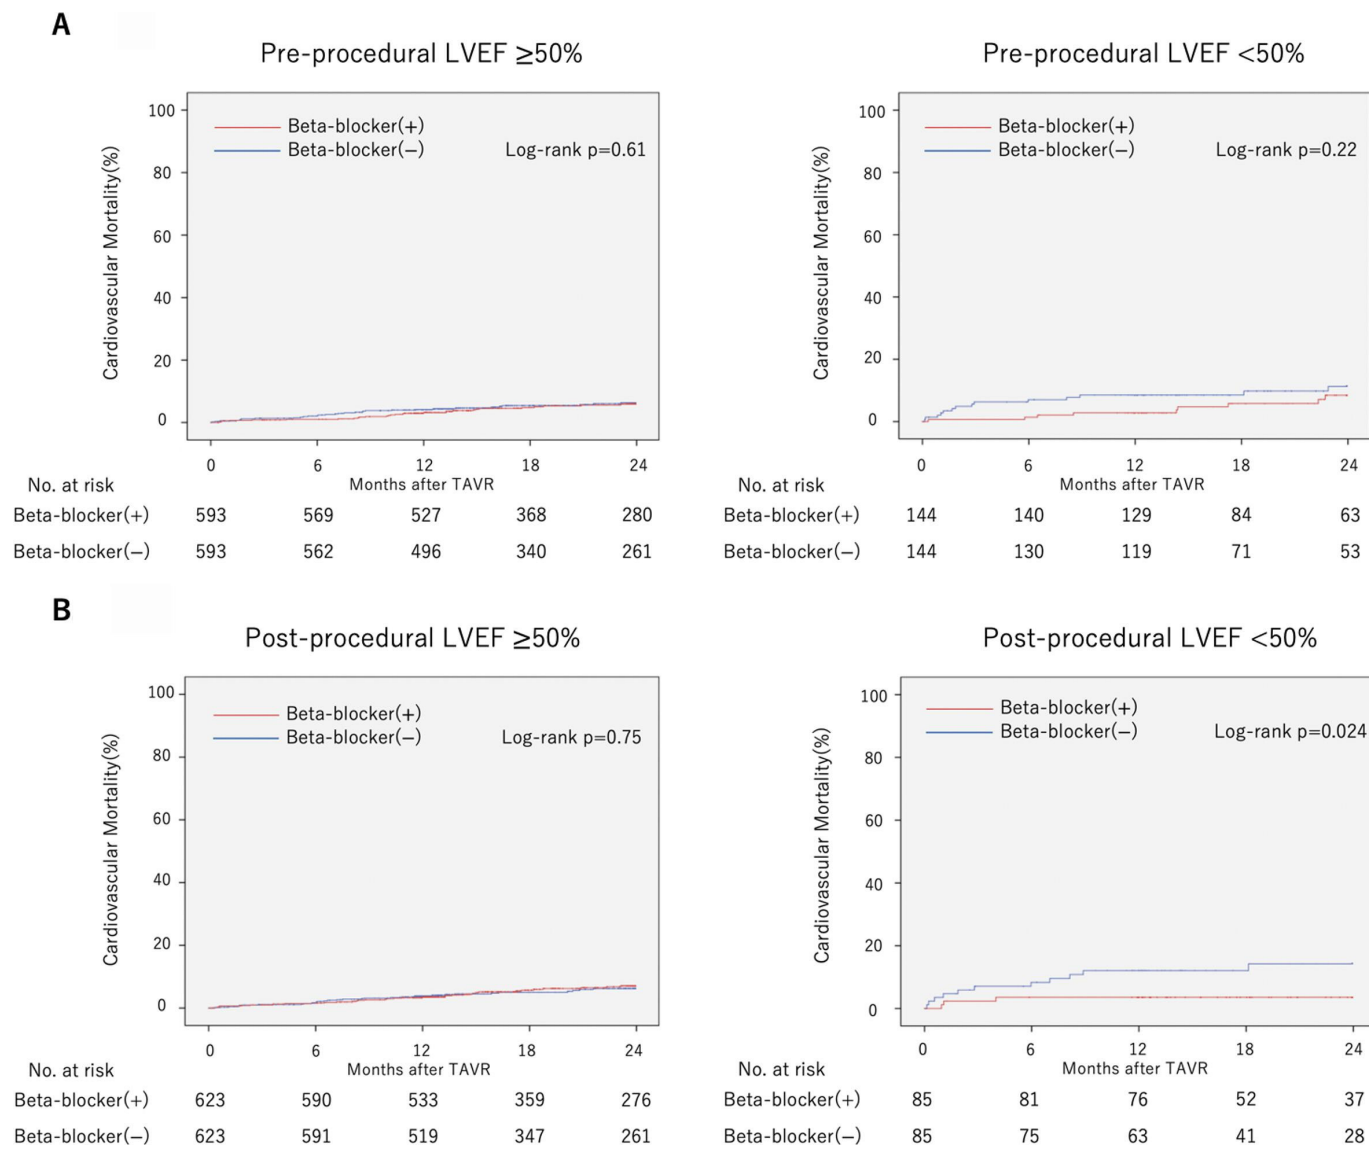 A
Pre-procedural LVEF ≥50%
100
80
60
40
20
0
Cardiovascular Mortality(%)
Beta-blocker(+)
Beta-blocker(−)
Log-rank p=0.61
0 6 12 18 24
Months after TAVR
No. at risk
Beta-blocker(+) 593 569 527 368 280
Beta-blocker(−) 593 562 496 340 261
Pre-procedural LVEF <50%
100
80
60
40
20
0
Cardiovascular Mortality(%)
Beta-blocker(+)
Beta-blocker(−)
Log-rank p=0.22
0 6 12 18 24
Months after TAVR
No. at risk
Beta-blocker(+) 144 140 129 84 63
Beta-blocker(−) 144 130 119 71 53
B
Post-procedural LVEF ≥50%
100
80
60
40
20
0
Cardiovascular Mortality(%)
Beta-blocker(+)
Beta-blocker(−)
Log-rank p=0.75
0 6 12 18 24
Months after TAVR
No. at risk
Beta-blocker(+) 623 590 533 359 276
Beta-blocker(−) 623 591 519 347 261
Post-procedural LVEF <50%
100
80
60
40
20
0
Cardiovascular Mortality(%)
Beta-blocker(+)
Beta-blocker(−)
Log-rank p=0.024
0 6 12 18 24
Months after TAVR
No. at risk
Beta-blocker(+) 85 81 76 52 37
Beta-blocker(−) 85 75 63 41 28